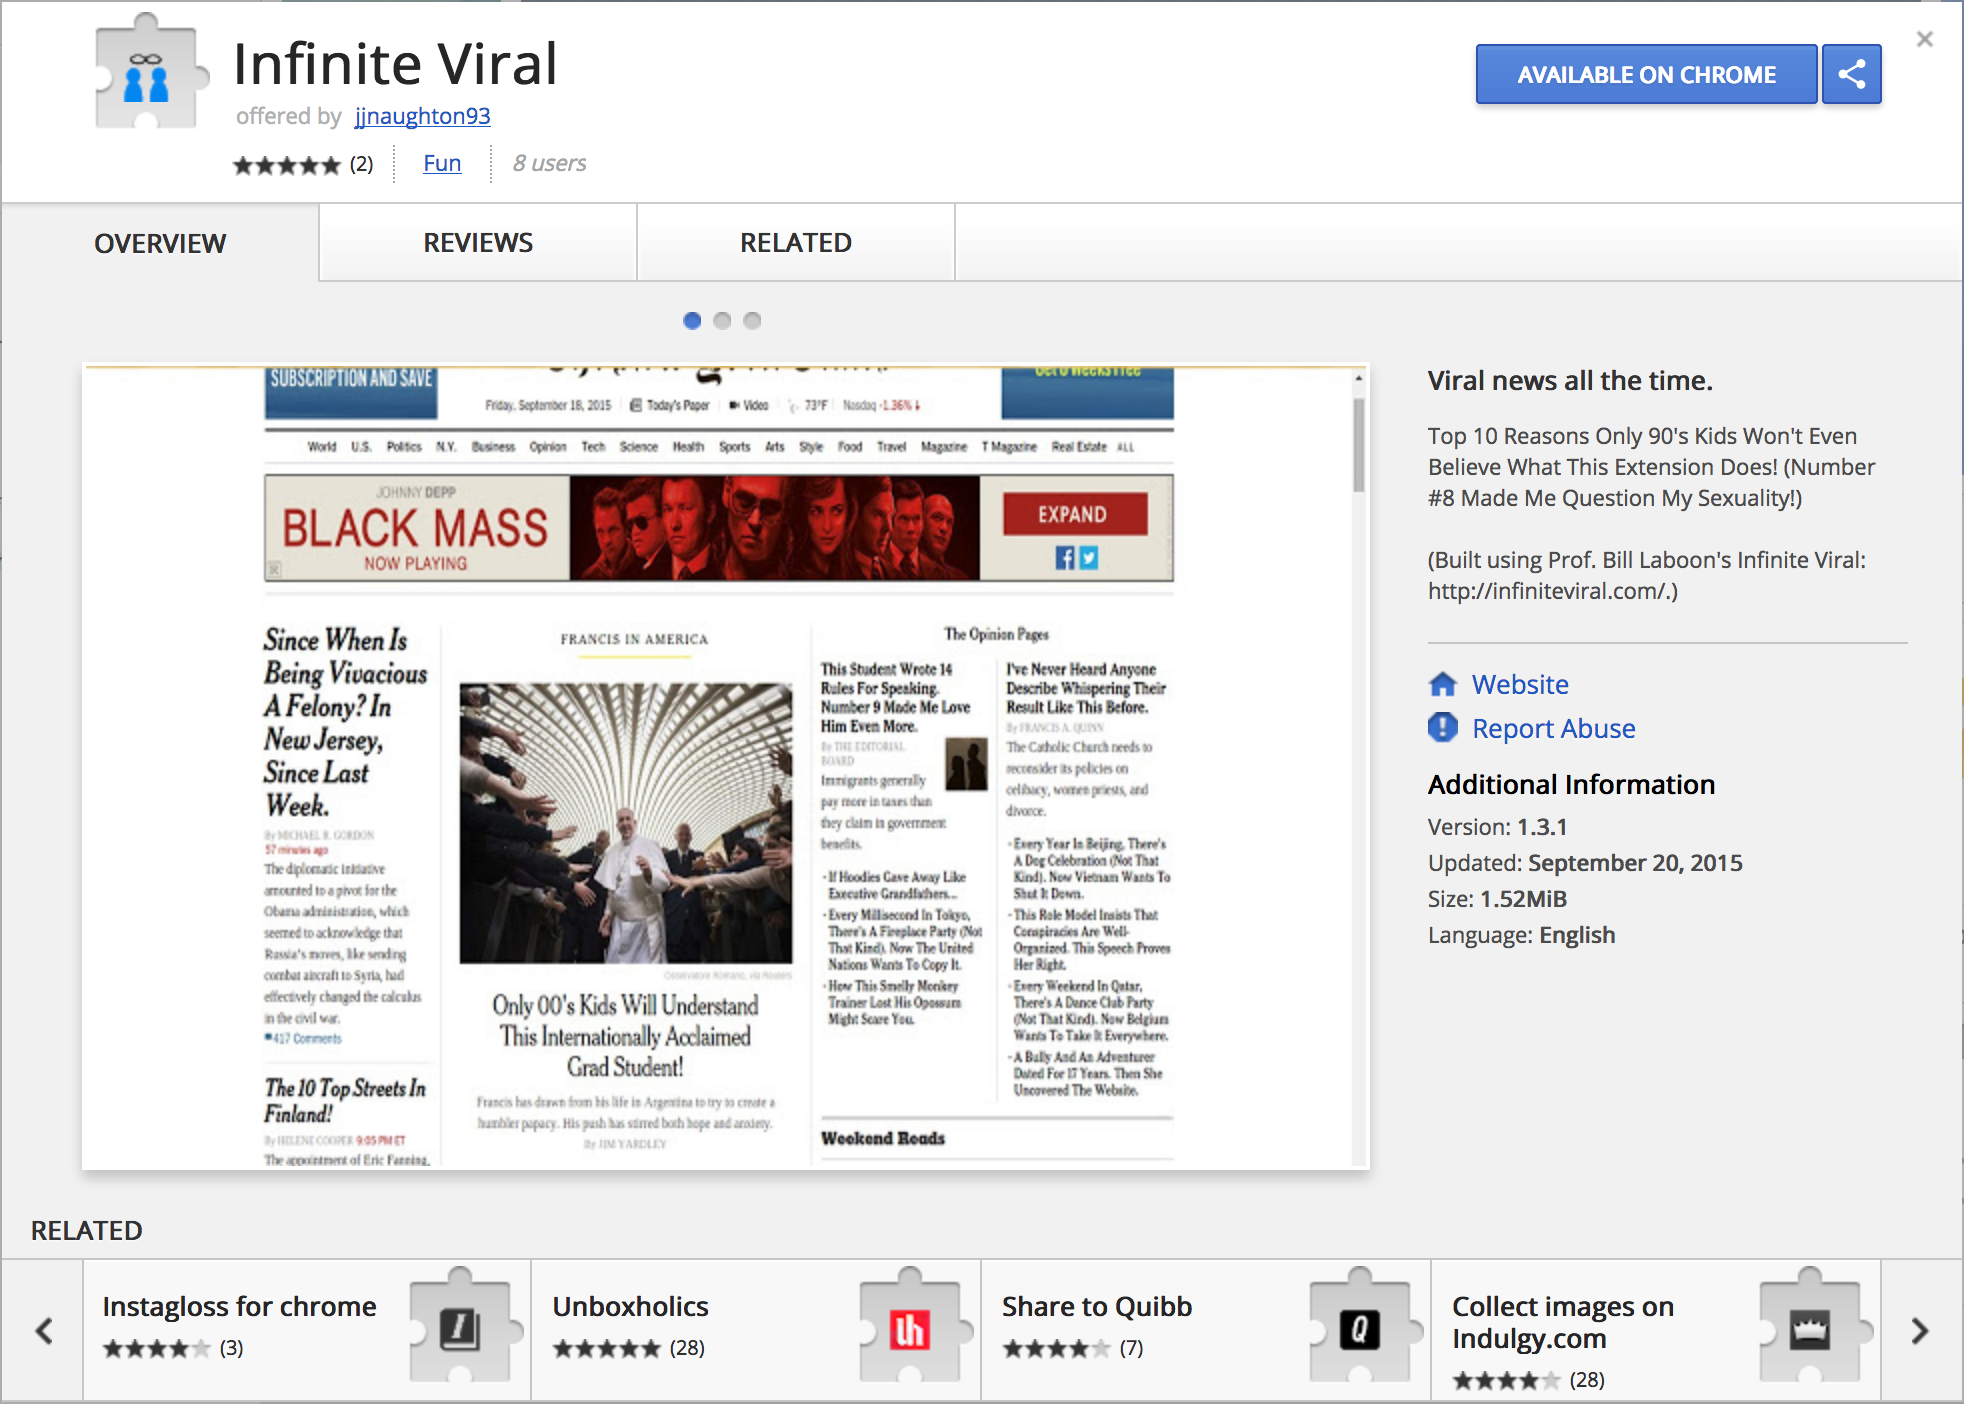 Infinite Viral
offered by jjnaughton93
(2) Fun 8 users
AVAILABLE ON CHROME
OVERVIEW REVIEWS RELATED
SUBSCRIPTION AND SAVE
Friday, September 18, 2015 Today's Paper Video 73°F Nasdaq -1.36%
World U.S. Politics N.Y. Business Opinion Tech Science Health Sports Arts Style Food Travel Magazine T Magazine Real Estate ALL
JOHNNY DEPP
BLACK MASS
NOW PLAYING
EXPAND
Since When Is
Being Vivacious
A Felony? In
New Jersey,
Since Last
Week.
By MICHAEL R. GORDON
57 minutes ago
The diplomatic initiative
amounted to a pivot for the
Obama administration, which
seemed to acknowledge that
Russia's moves, like sending
combat aircraft to Syria, had
effectively changed the calculus
in the civil war.
417 Comments
The 10 Top Streets In
Finland!
By HELENE COOPER 9:05 PM ET
The appointment of Eric Fanning,
FRANCIS IN AMERICA
Osservatore Romano, via Reuters
Only 00's Kids Will Understand
This Internationally Acclaimed
Grad Student!
Francis has drawn from his life in Argentina to try to create a
humbler papacy. His push has stirred both hope and anxiety.
By JIM YARDLEY
The Opinion Pages
This Student Wrote 14
Rules For Speaking.
Number 9 Made Me Love
Him Even More.
By THE EDITORIAL
BOARD
Immigrants generally
pay more in taxes than
they claim in government
benefits.
· If Hoodies Gave Away Like
Executive Grandfathers...
· Every Millisecond In Tokyo,
There's A Fireplace Party (Not
That Kind). Now The United
Nations Wants To Copy It.
· How This Smelly Monkey
Trainer Lost His Opossum
Might Scare You.
I've Never Heard Anyone
Describe Whispering Their
Result Like This Before.
By FRANCIS A. QUINN
The Catholic Church needs to
reconsider its policies on
celibacy, women priests, and
divorce.
· Every Year In Beijing, There's
A Dog Celebration (Not That
Kind). Now Vietnam Wants To
Shut It Down.
· This Role Model Insists That
Conspiracies Are Well-
Organized. This Speech Proves
Her Right.
· Every Weekend In Qatar,
There's A Dance Club Party
(Not That Kind). Now Belgium
Wants To Take It Everywhere.
· A Bully And An Adventurer
Dated For 17 Years. Then She
Uncovered The Website.
Weekend Reads
Viral news all the time.
Top 10 Reasons Only 90's Kids Won't Even
Believe What This Extension Does! (Number
#8 Made Me Question My Sexuality!)
(Built using Prof. Bill Laboon's Infinite Viral:
http://infiniteviral.com/.)
Website
Report Abuse
Additional Information
Version: 1.3.1
Updated: September 20, 2015
Size: 1.52MiB
Language: English
RELATED
Instagloss for chrome
(3)
I
Unboxholics
(28)
uh
Share to Quibb
(7)
Q
Collect images on
Indulgy.com
(28)